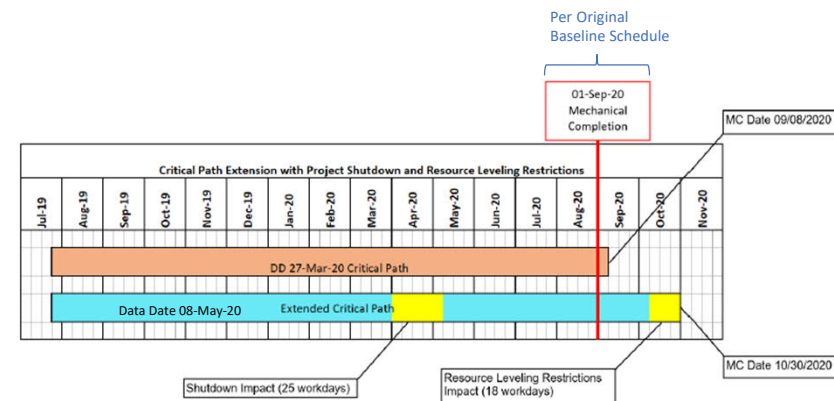 Per Original
Baseline Schedule
01-Sep-20
Mechanical
Completion
MC Date 09/08/2020
Critical Path Extension with Project Shutdown and Resource Leveling Restrictions
Jul-19 Aug-19 Sep-19 Oct-19 Nov-19 Dec-19 Jan-20 Feb-20 Mar-20 Apr-20 May-20 Jun-20 Jul-20 Aug-20 Sep-20 Oct-20 Nov-20
DD 27-Mar-20 Critical Path
Data Date 08-May-20 Extended Critical Path
MC Date 10/30/2020
Shutdown Impact (25 workdays)
Resource Leveling Restrictions
Impact (18 workdays)